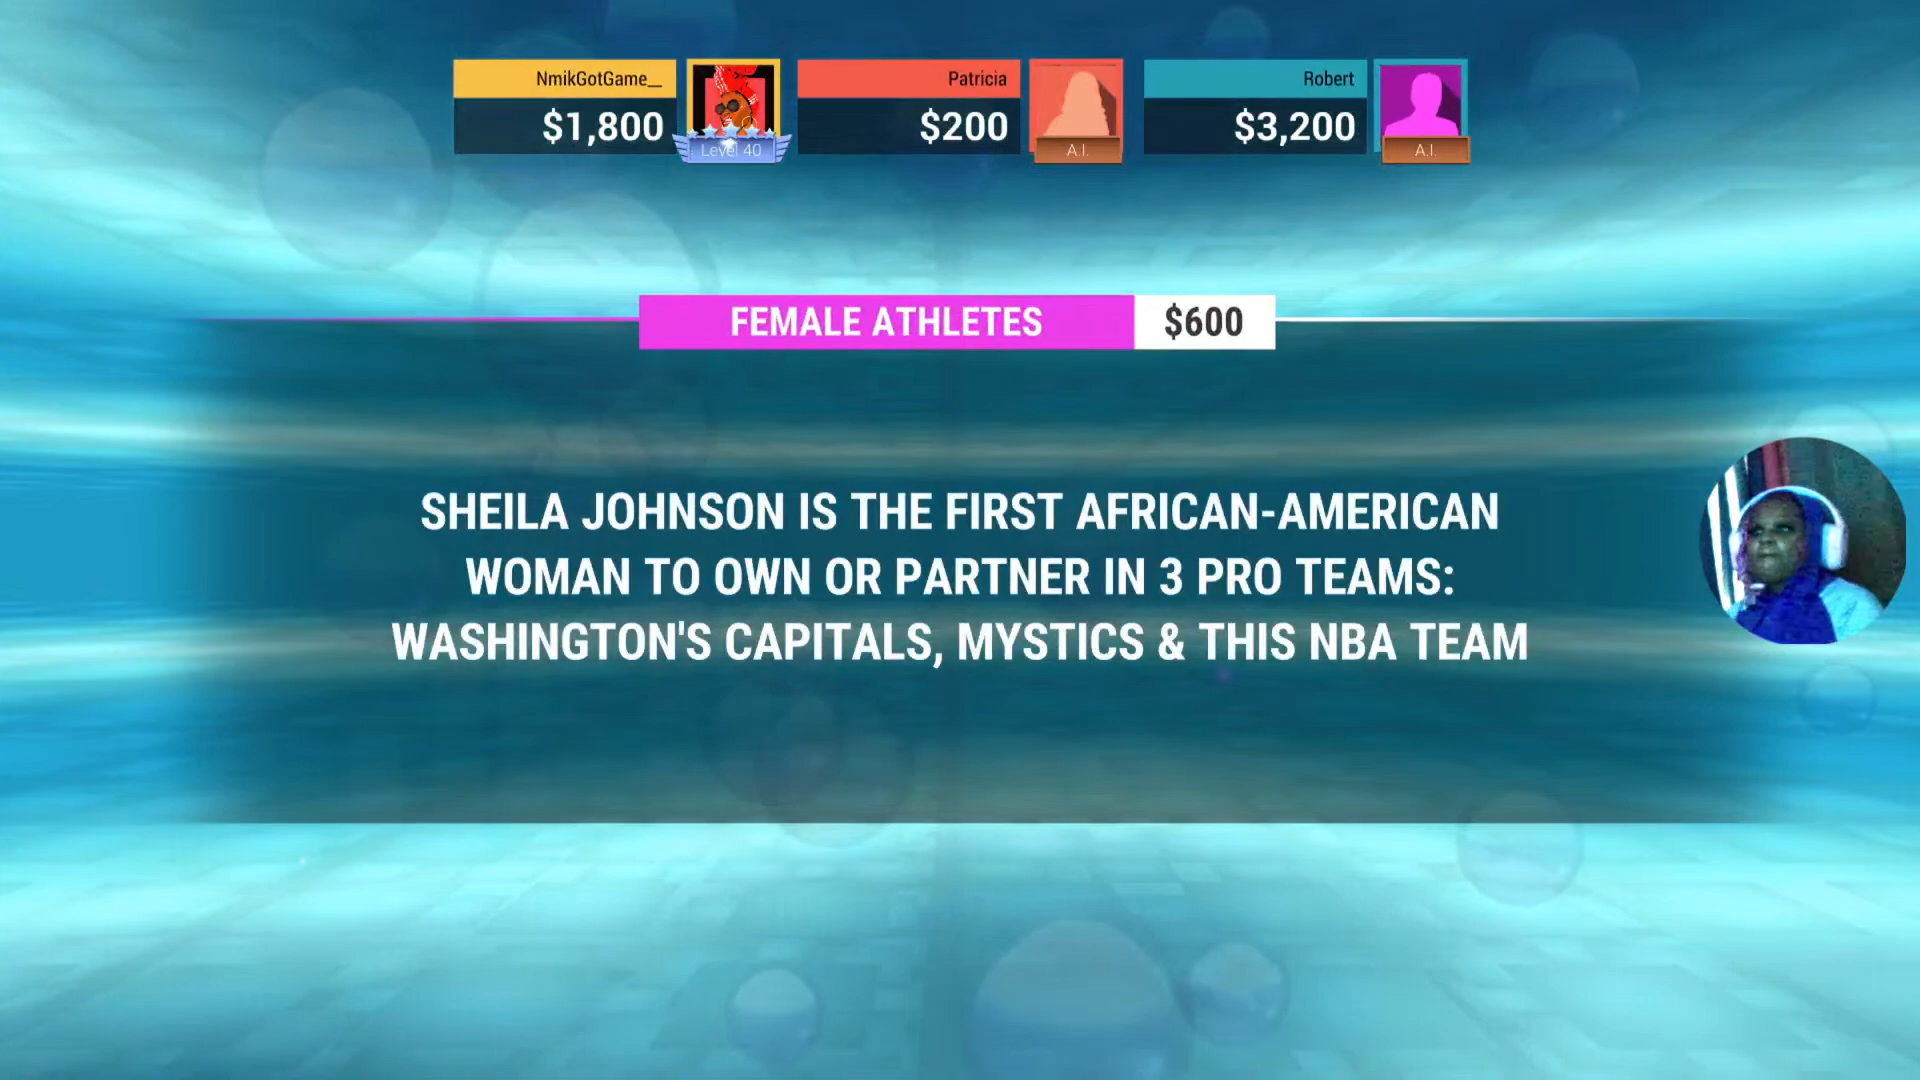 NmikGotGame__
$1,800
Level 40
Patricia
$200
A.I.
Robert
$3,200
A.I.
FEMALE ATHLETES
$600
SHEILA JOHNSON IS THE FIRST AFRICAN-AMERICAN
WOMAN TO OWN OR PARTNER IN 3 PRO TEAMS:
WASHINGTON'S CAPITALS, MYSTICS & THIS NBA TEAM